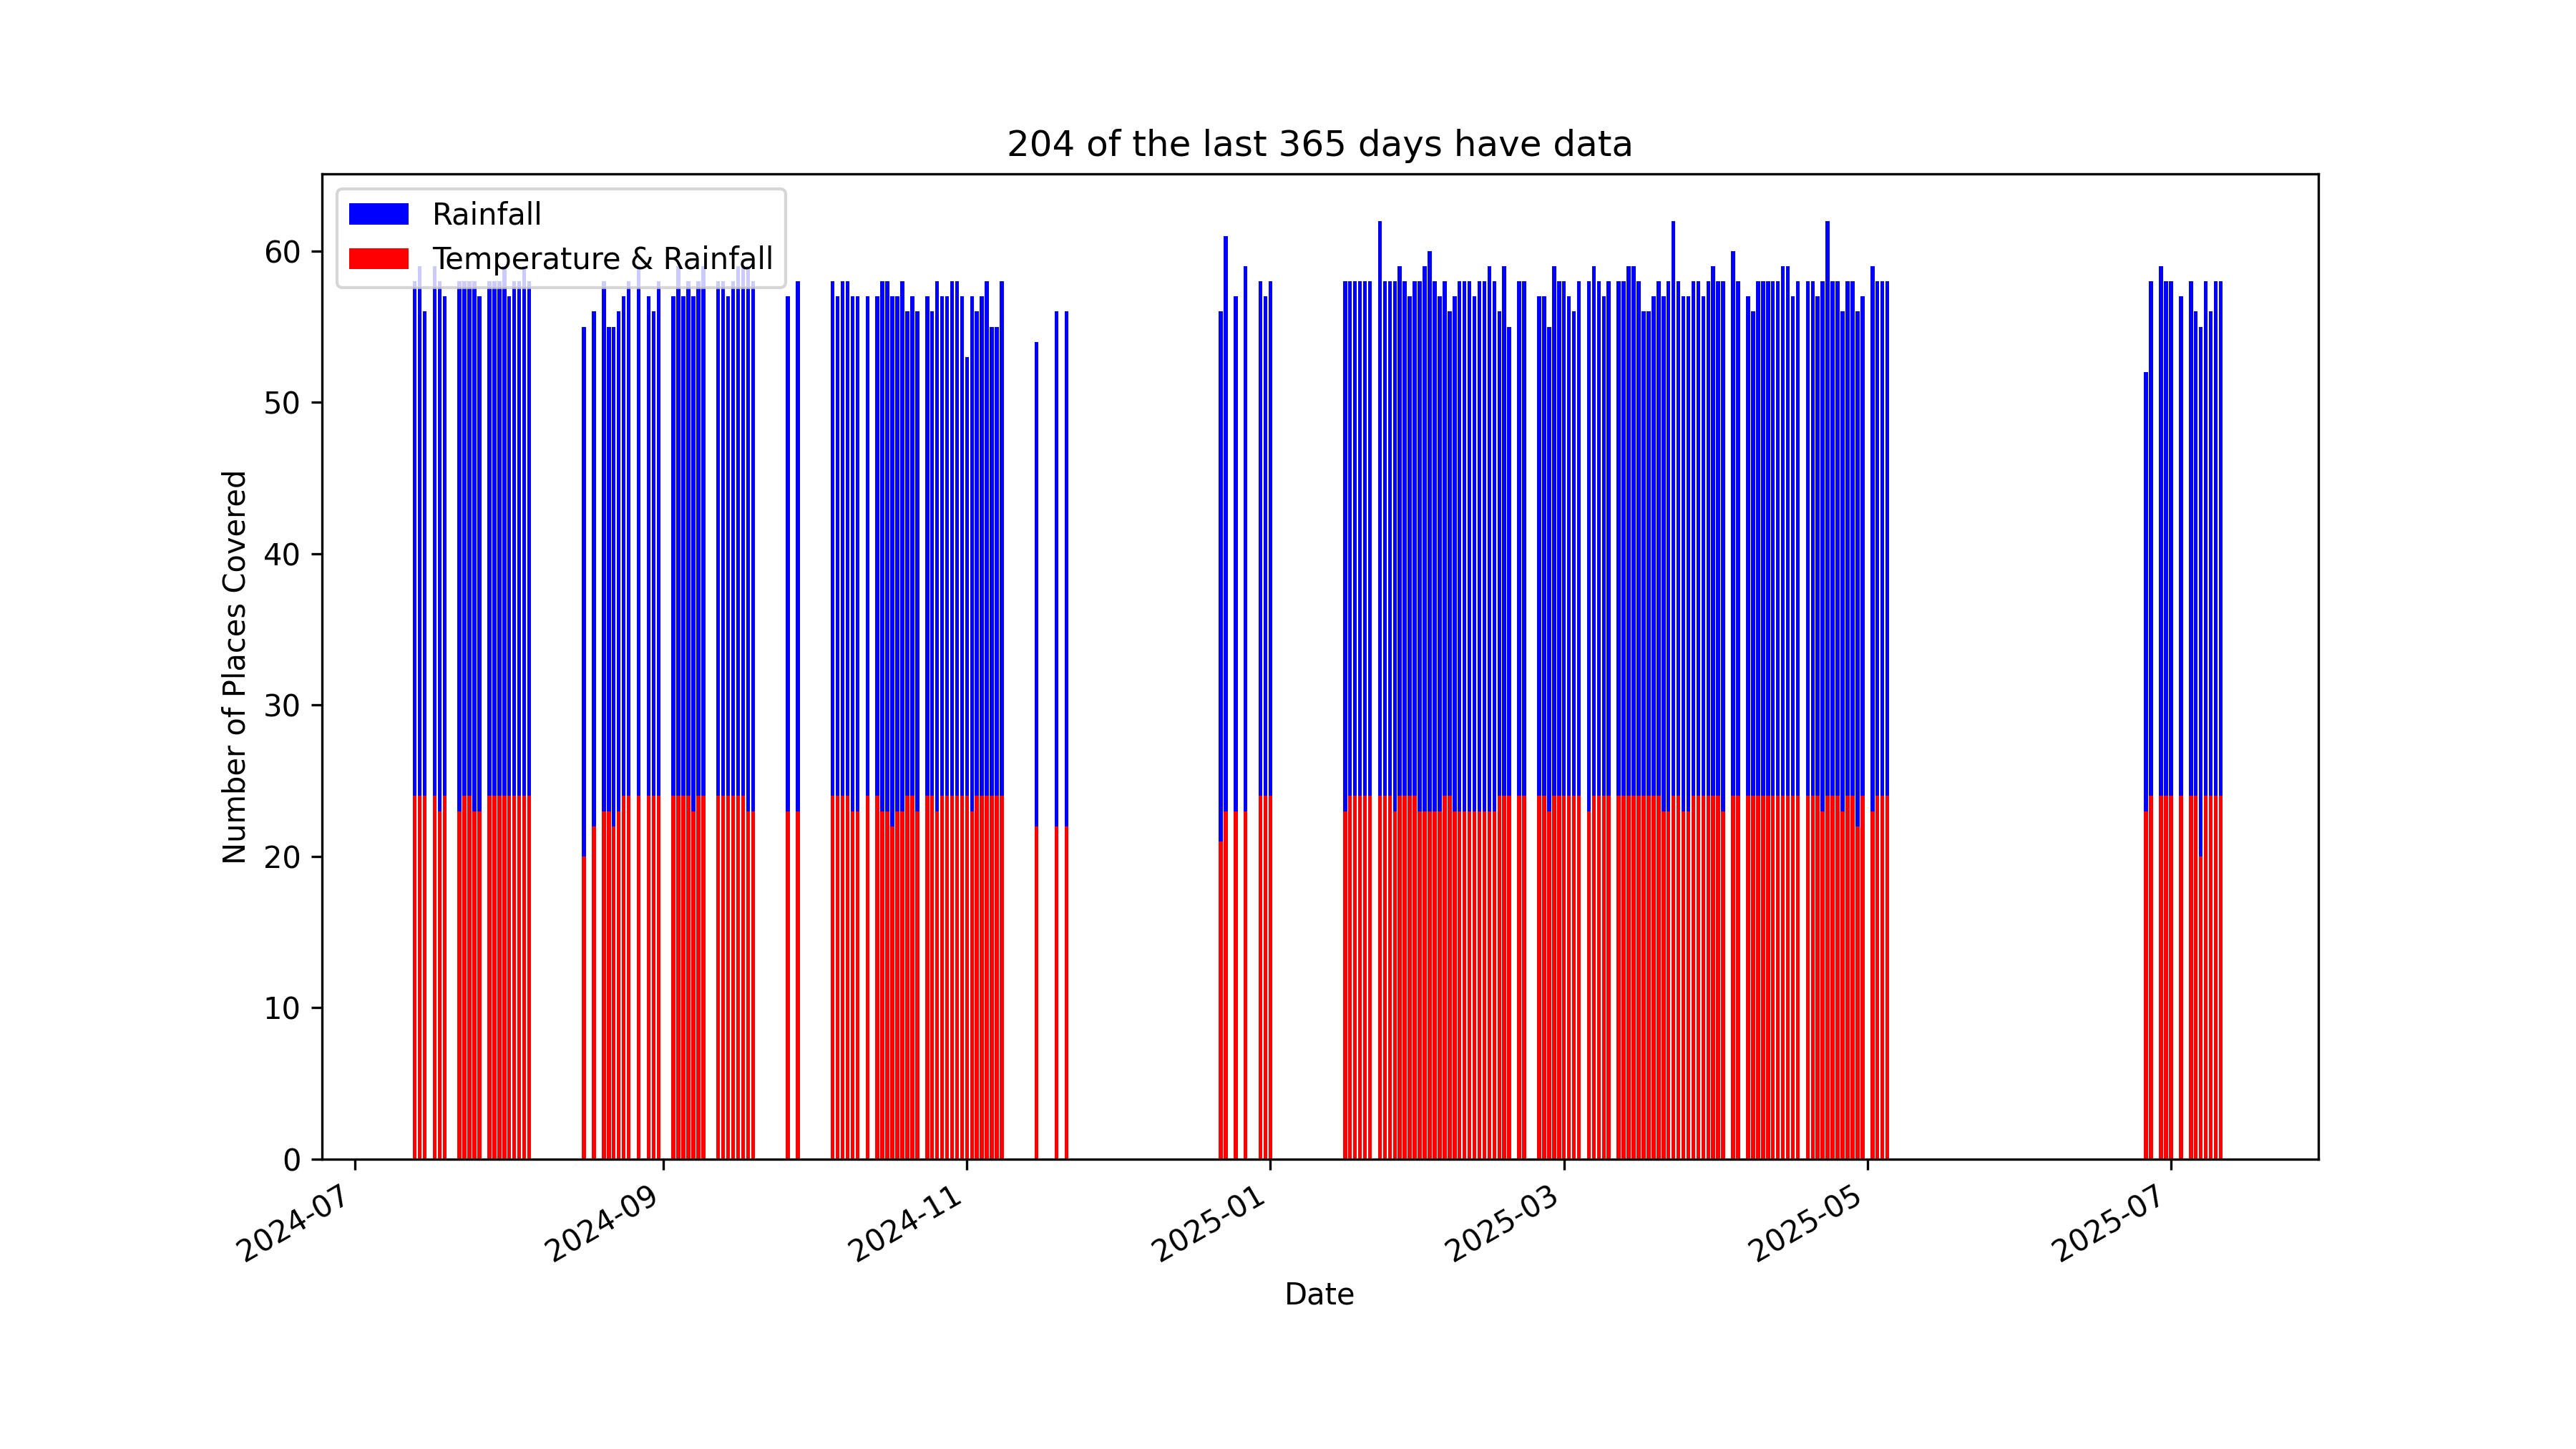 204 of the last 365 days have data
Rainfall
Temperature & Rainfall
Number of Places Covered
60
50
40
30
20
10
0
2024-07
2024-09
2024-11
2025-01
2025-03
2025-05
2025-07
Date